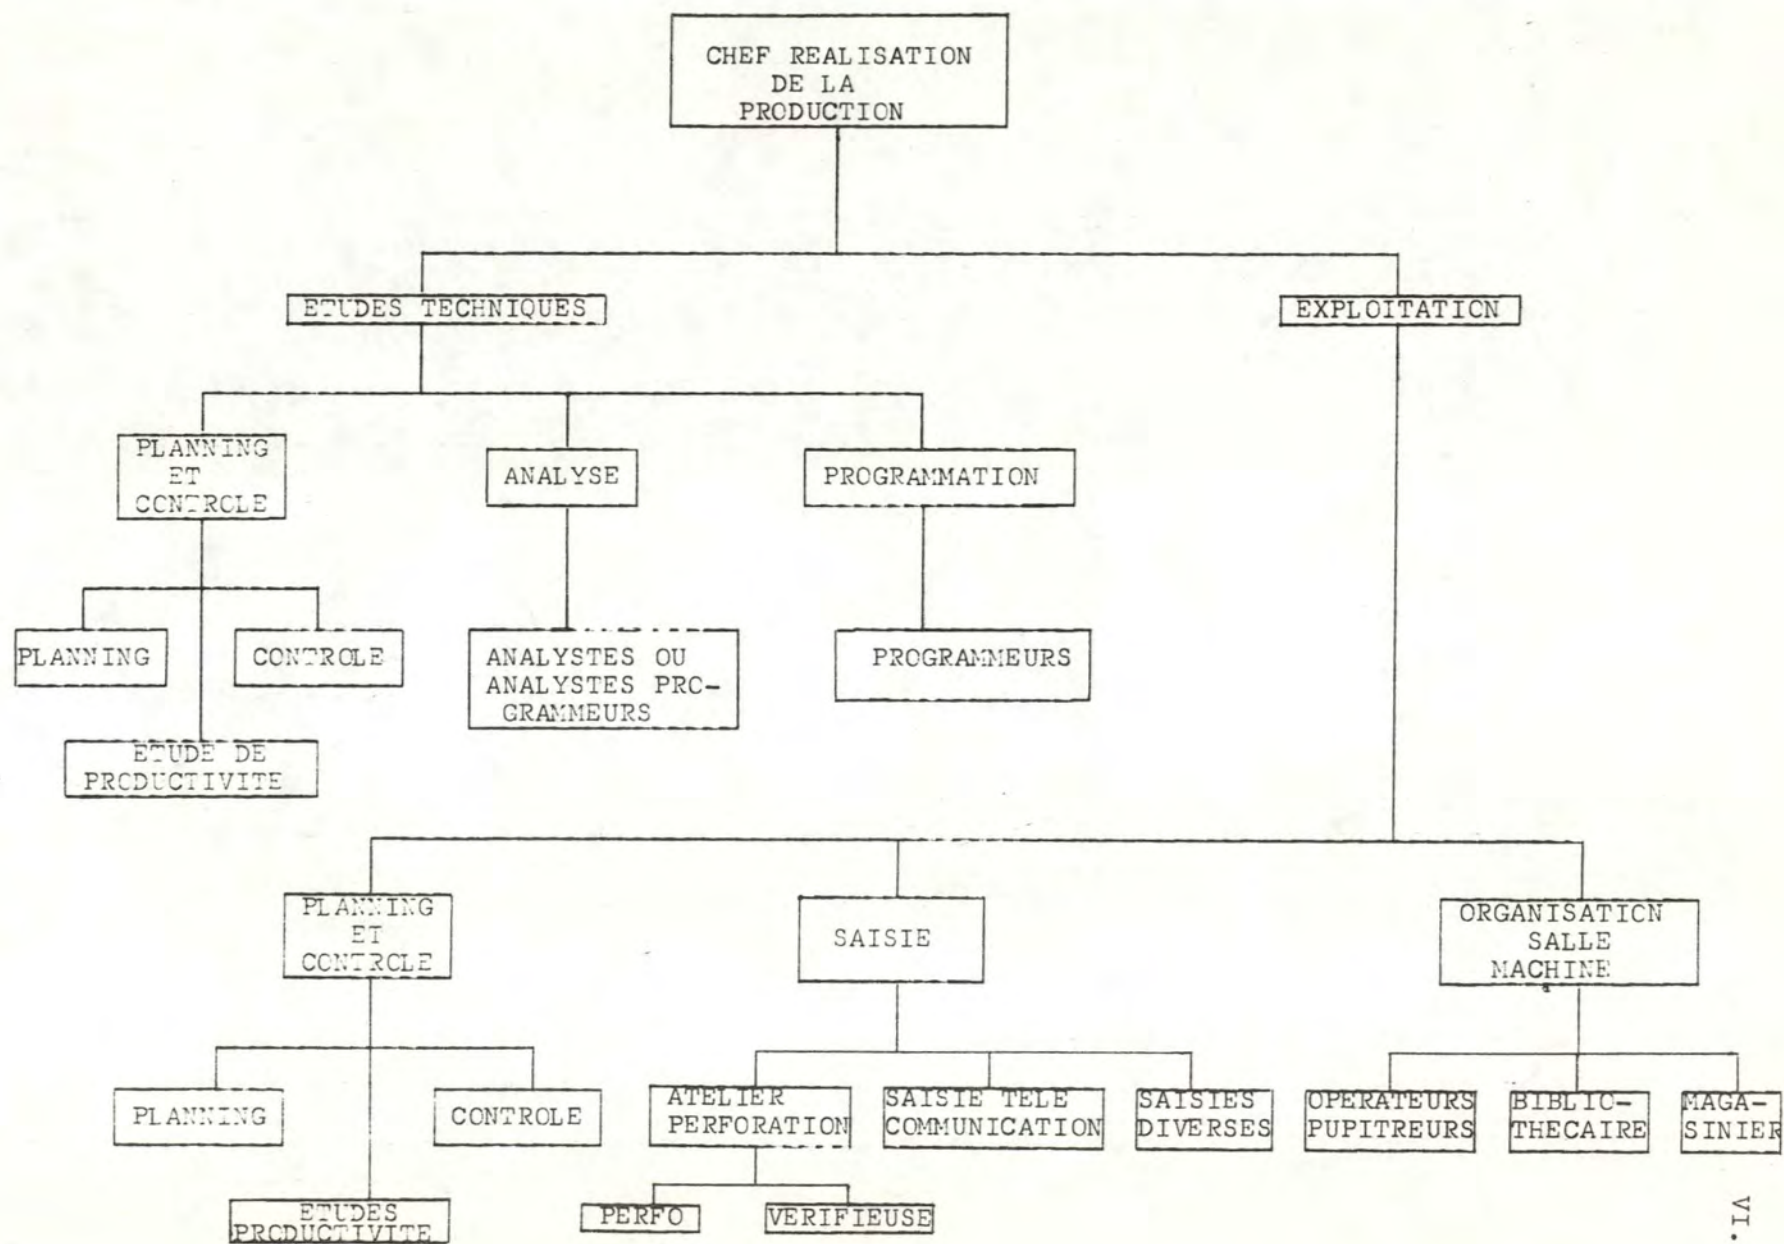 CHEF REALISATION
DE LA
PRODUCTION
ETUDES TECHNIQUES
EXPLOITATION
PLANNING
ET
CONTROLE
ANALYSE
PROGRAMMATION
PLANNING
CONTROLE
ANALYSTES OU
ANALYSTES PRO-
GRAMMEURS
PROGRAMMEURS
ETUDE DE
PRODUCTIVITE
PLANNING
ET
CONTROLE
SAISIE
ORGANISATION
SALLE
MACHINE
PLANNING
CONTROLE
ATELIER
PERFORATION
SAISIE TELE
COMMUNICATION
SAISIES
DIVERSES
OPERATEURS
PUPITREURS
BIBLIO-
THECAIRE
MAGA-
SINIER
ETUDES
PRODUCTIVITE
PERFO
VERIFIEUSE
VI.